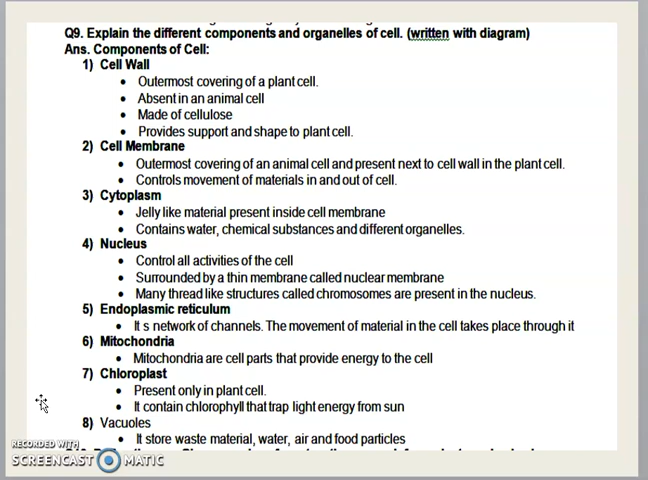 Q9. Explain the different components and organelles of cell. (written with diagram)
Ans. Components of Cell:
1) Cell Wall
• Outermost covering of a plant cell.
• Absent in an animal cell
• Made of cellulose
• Provides support and shape to plant cell.
2) Cell Membrane
• Outermost covering of an animal cell and present next to cell wall in the plant cell.
• Controls movement of materials in and out of cell.
3) Cytoplasm
• Jelly like material present inside cell membrane
• Contains water, chemical substances and different organelles.
4) Nucleus
• Control all activities of the cell
• Surrounded by a thin membrane called nuclear membrane
• Many thread like structures called chromosomes are present in the nucleus.
5) Endoplasmic reticulum
• It s network of channels. The movement of material in the cell takes place through it
6) Mitochondria
• Mitochondria are cell parts that provide energy to the cell
7) Chloroplast
• Present only in plant cell.
• It contain chlorophyll that trap light energy from sun
8) Vacuoles
• It store waste material, water, air and food particles
RECORDED WITH
SCREENCAST MATIC